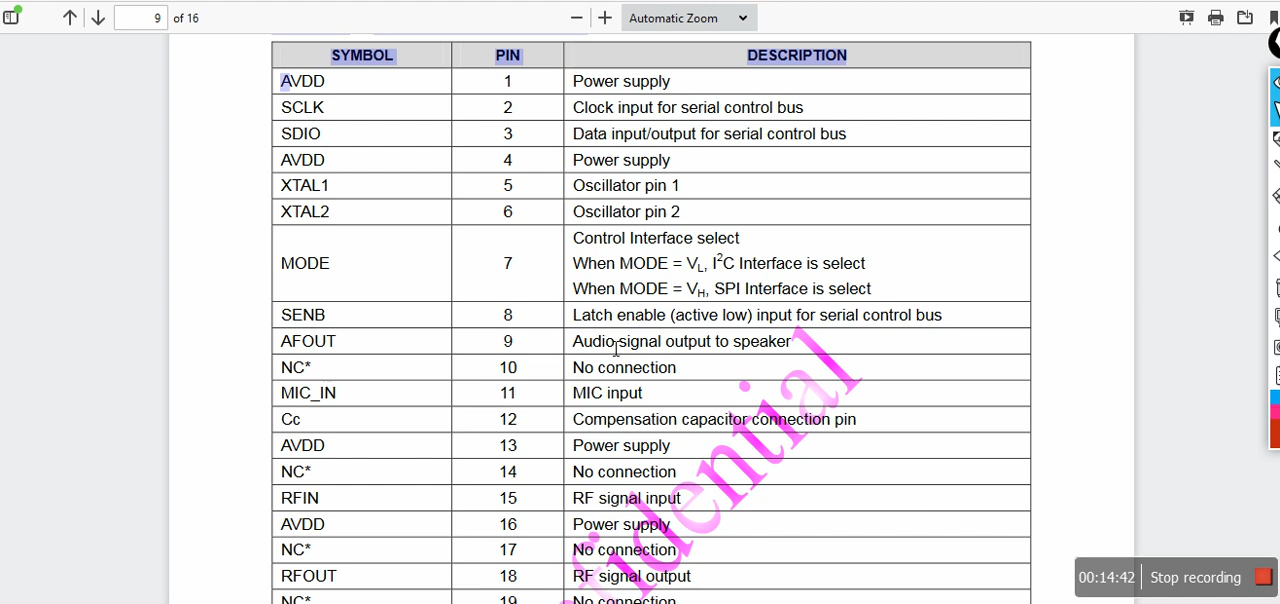 9 of 16
Automatic Zoom
SYMBOL PIN DESCRIPTION
AVDD 1 Power supply
SCLK 2 Clock input for serial control bus
SDIO 3 Data input/output for serial control bus
AVDD 4 Power supply
XTAL1 5 Oscillator pin 1
XTAL2 6 Oscillator pin 2
MODE 7 Control Interface select
When MODE = VL, I2C Interface is select
When MODE = VH, SPI Interface is select
SENB 8 Latch enable (active low) input for serial control bus
AFOUT 9 Audio signal output to speaker
NC* 10 No connection
MIC_IN 11 MIC input
Cc 12 Compensation capacitor connection pin
AVDD 13 Power supply
NC* 14 No connection
RFIN 15 RF signal input
AVDD 16 Power supply
NC* 17 No connection
RFOUT 18 RF signal output
NC* 19 No connection
fidential
00:14:42 Stop recording